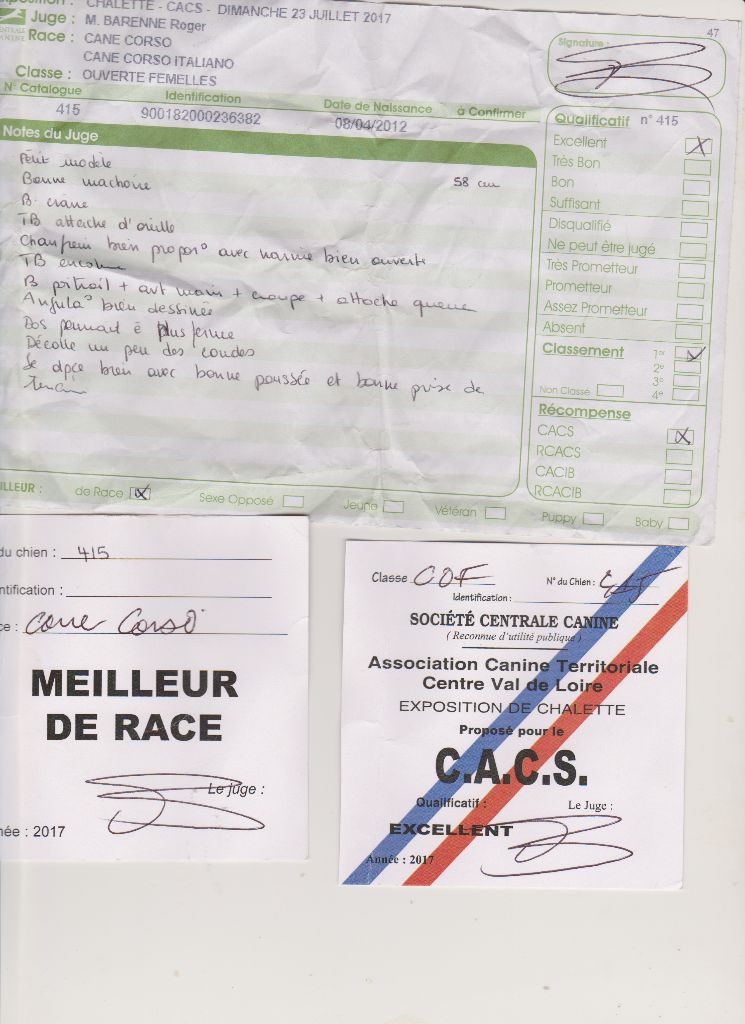 CHALETTE - CACS - DIMANCHE 23 JUILLET 2017
Juge : M. BARENNE Roger
Race : CANE CORSO
CANE CORSO ITALIANO
Classe : OUVERTE FEMELLES
47
Signature :
N° Catalogue Identification Date de Naissance à Confirmer
415 900182000236382 08/04/2012
Notes du Juge
Petit modèle
Bonne machoire 58 cm
B. crâne
TB attache d'oreille
Chanfrein bien propor° avec narine bien ouverte
TB encolure
B poitrail + avt main + croupe + attache queue
Angula° bien dessinée
Dos pourrait ê plus ferme
Décolle un peu des coudes
Se dpce bien avec bonne poussée et bonne prise de
terrain
Qualificatif n° 415
Excellent X
Très Bon
Bon
Suffisant
Disqualifié
Ne peut être jugé
Très Prometteur
Prometteur
Assez Prometteur
Absent
Classement 1er
2e
3e
Non Classé 4e
Récompense
CACS X
RCACS
CACIB
RCACIB
ILLEUR : de Race X Sexe Opposé Jeune Vétéran Puppy Baby
du chien : 415
ntification :
ce : Cane Corso
MEILLEUR
DE RACE
Le juge :
née : 2017
Classe COF N° du Chien : 415
Identification :
SOCIÉTÉ CENTRALE CANINE
( Reconnue d'utilité publique )
Association Canine Territoriale
Centre Val de Loire
EXPOSITION DE CHALETTE
Proposé pour le
C.A.C.S.
Qualificatif :
Le Juge :
EXCELLENT
Année : 2017